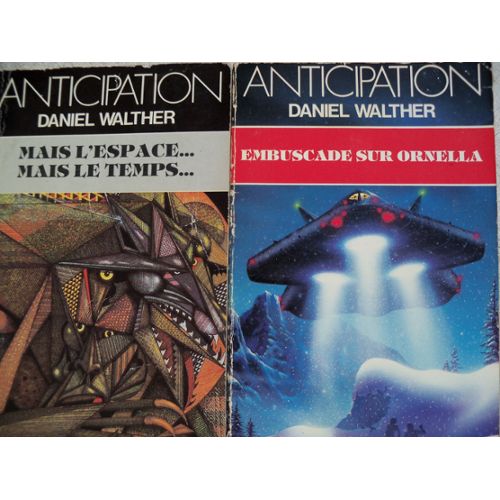 ANTICIPATION
DANIEL WALTHER
MAIS L'ESPACE...
MAIS LE TEMPS...
ANTICIPATION
DANIEL WALTHER
EMBUSCADE SUR ORNELLA